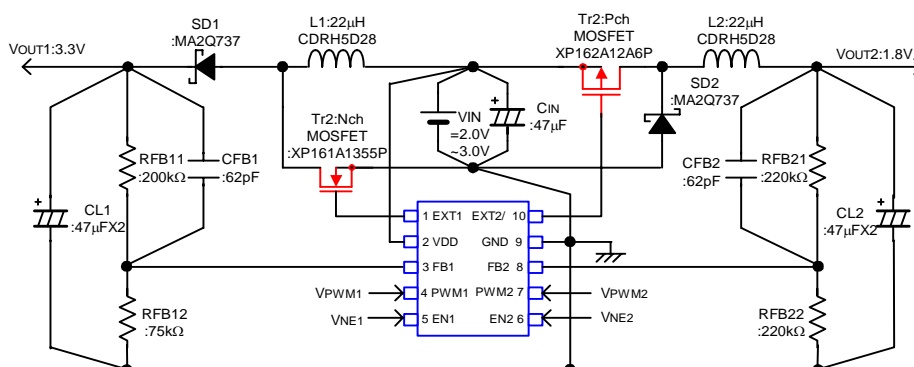 Tr2:Pch
MOSFET
XP162A12A6P
SD1
:MA2Q737
L1:22μH
CDRH5D28
L2:22μH
CDRH5D28
VOUT1:3.3V
VOUT2:1.8V
SD2
:MA2Q737
+
VIN
=2.0V
~3.0V
+
CIN
:47μF
Tr2:Nch
MOSFET
:XP161A1355P
RFB11
:200kΩ
CFB1
:62pF
CFB2
:62pF
RFB21
:220kΩ
+
CL1
:47μFX2
+
CL2
:47μFX2
1 EXT1
EXT2/ 10
2 VDD
GND 9
3 FB1
FB2 8
VPWM1
4 PWM1
PWM2 7
VPWM2
VNE1
5 EN1
EN2 6
VNE2
RFB12
:75kΩ
RFB22
:220kΩ